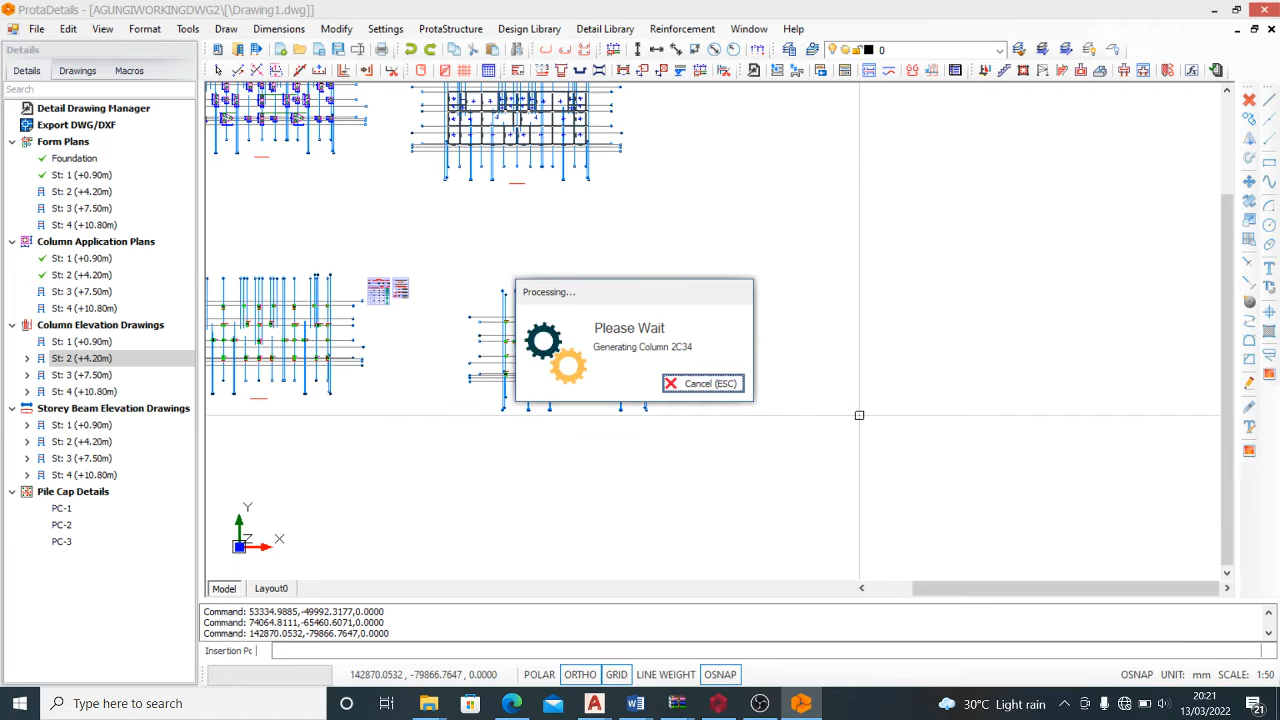 ProtaDetails - [AGUNGIWORKINGDWG2\[\Drawing1.dwg]]
File Edit View Format Tools Draw Dimensions Modify Settings ProtaStructure Design Library Detail Library Reinforcement Window Help
Details
0
Details Drawings Macros
Search
Detail Drawing Manager
Export DWG/DXF
Form Plans
Foundation
St: 1 (+0.90m)
St: 2 (+4.20m)
St: 3 (+7.50m)
St: 4 (+10.80m)
Column Application Plans
St: 1 (+0.90m)
St: 2 (+4.20m)
St: 3 (+7.50m)
St: 4 (+10.80m)
Column Elevation Drawings
St: 1 (+0.90m)
St: 2 (+4.20m)
St: 3 (+7.50m)
St: 4 (+10.80m)
Storey Beam Elevation Drawings
St: 1 (+0.90m)
St: 2 (+4.20m)
St: 3 (+7.50m)
St: 4 (+10.80m)
Pile Cap Details
PC-1
PC-2
PC-3
Processing...
Please Wait
Generating Column 2C34
Cancel (ESC)
Y
Z X
Model Layout0
Command: 53334.9885,-49992.3177,0.0000
Command: 74064.8111,-65460.6071,0.0000
Command: 142870.0532,-79866.7647,0.0000
Insertion Po
142870.0532 , -79866.7647 , 0.0000 POLAR ORTHO GRID LINE WEIGHT OSNAP OSNAP UNIT: mm SCALE: 1:50
Type here to search
30°C Light rain
20:21
13/03/2022
21